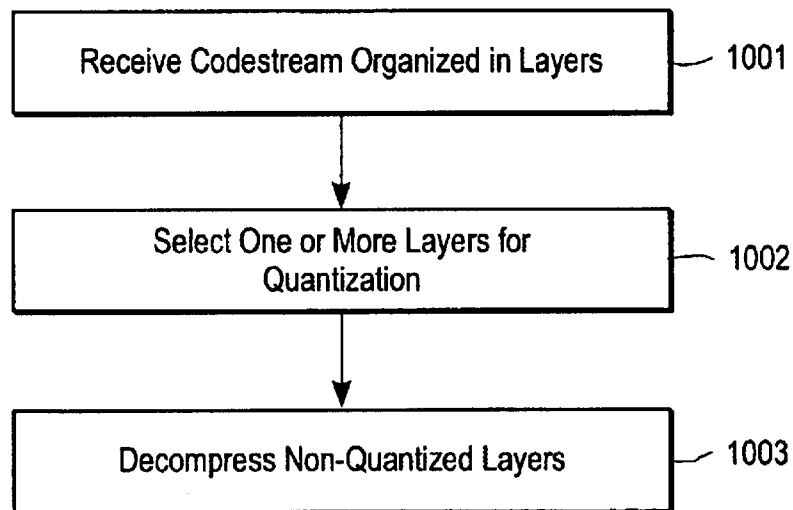 Receive Codestream Organized in Layers
1001
Select One or More Layers for
Quantization
1002
Decompress Non-Quantized Layers
1003